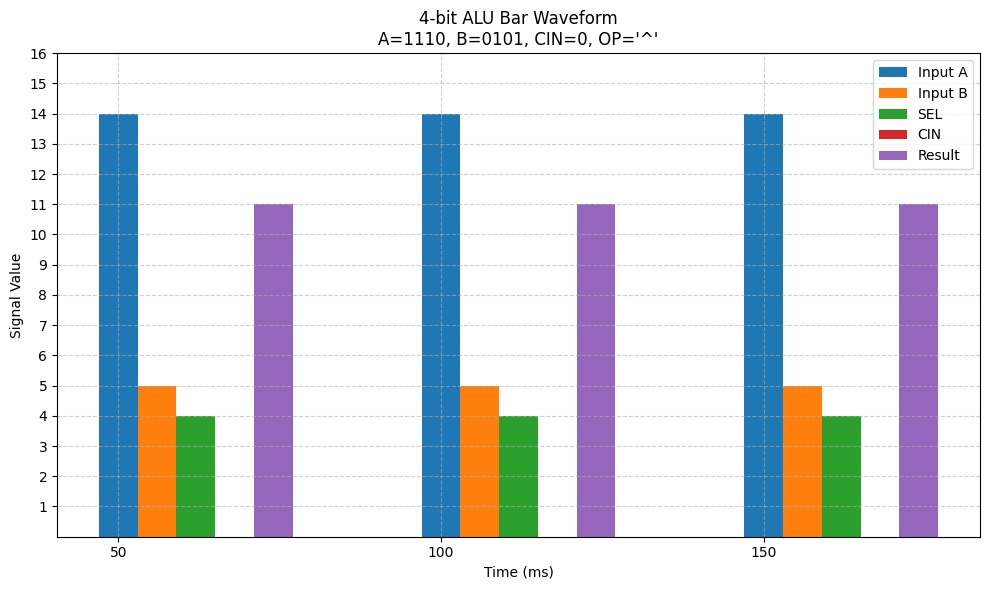 4-bit ALU Bar Waveform
A=1110, B=0101, CIN=0, OP='^'
Signal Value
16
15
14
13
12
11
10
9
8
7
6
5
4
3
2
1
Input A
Input B
SEL
CIN
Result
50
100
150
Time (ms)